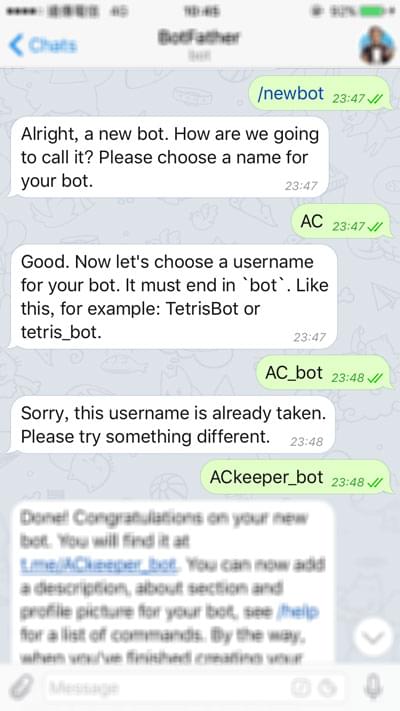 10:45
92%
Chats
BotFather
bot
/newbot 23:47
Alright, a new bot. How are we going
to call it? Please choose a name for
your bot. 23:47
AC 23:47
Good. Now let's choose a username
for your bot. It must end in `bot`. Like
this, for example: TetrisBot or
tetris_bot. 23:47
AC_bot 23:48
Sorry, this username is already taken.
Please try something different. 23:48
ACkeeper_bot 23:48
Done! Congratulations on your new
bot. You will find it at
t.me/ACkeeper_bot. You can now add
a description, about section and
profile picture for your bot, see /help
for a list of commands. By the way,
when you've finished creating your
Message